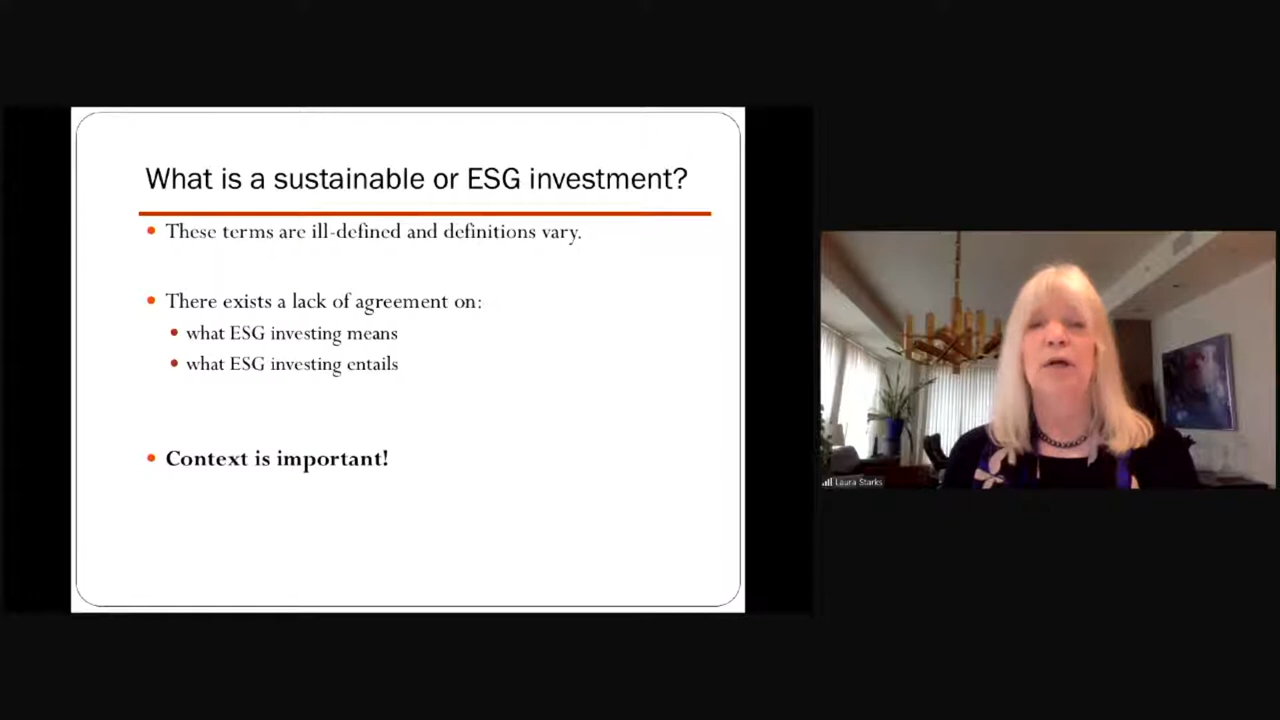 What is a sustainable or ESG investment?
These terms are ill-defined and definitions vary.
There exists a lack of agreement on:
what ESG investing means
what ESG investing entails
Context is important!
Laura Starks